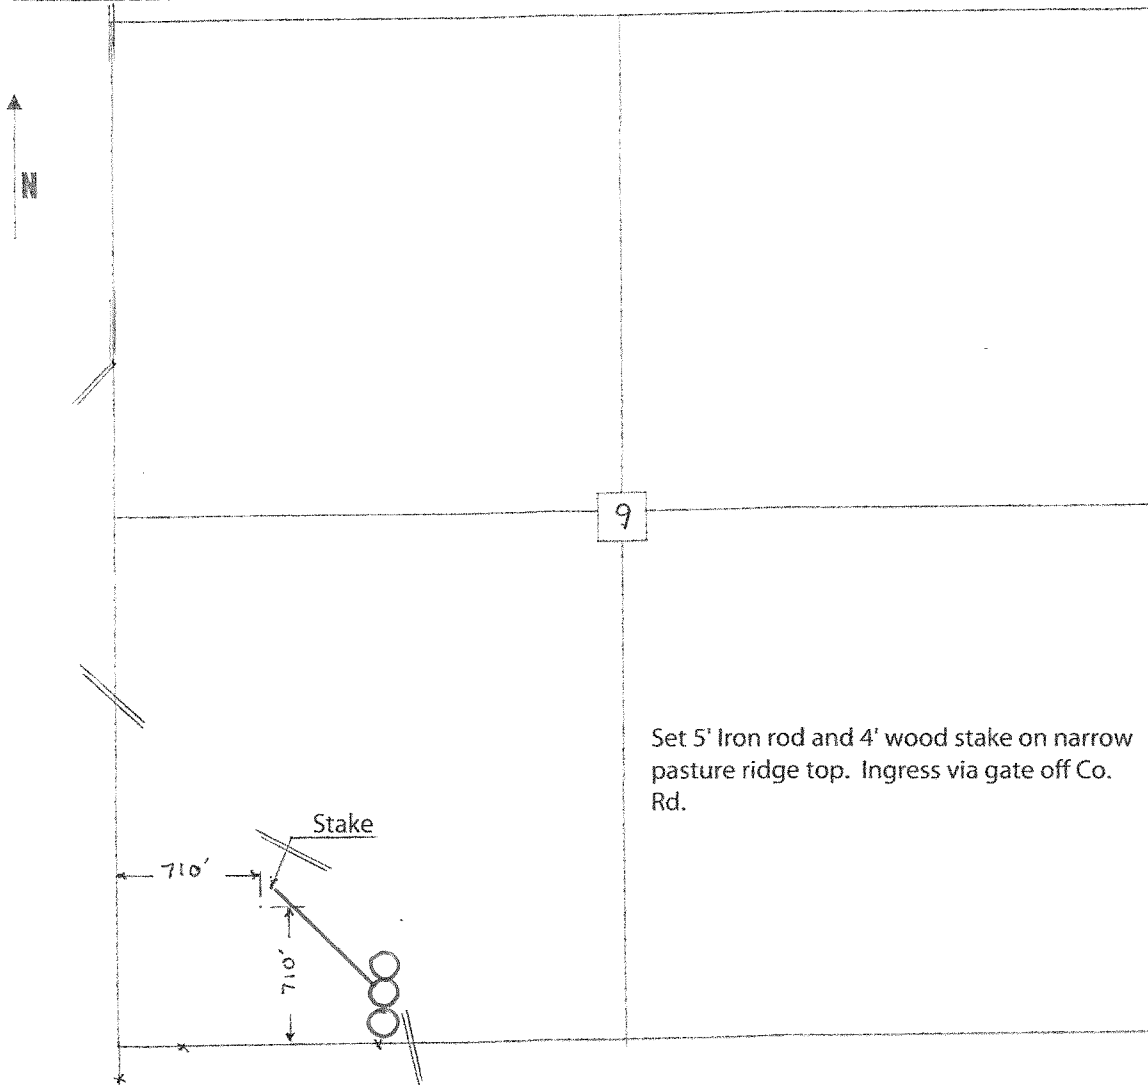 N
9
Set 5' Iron rod and 4' wood stake on narrow
pasture ridge top. Ingress via gate off Co.
Rd.
Stake
710'
710'